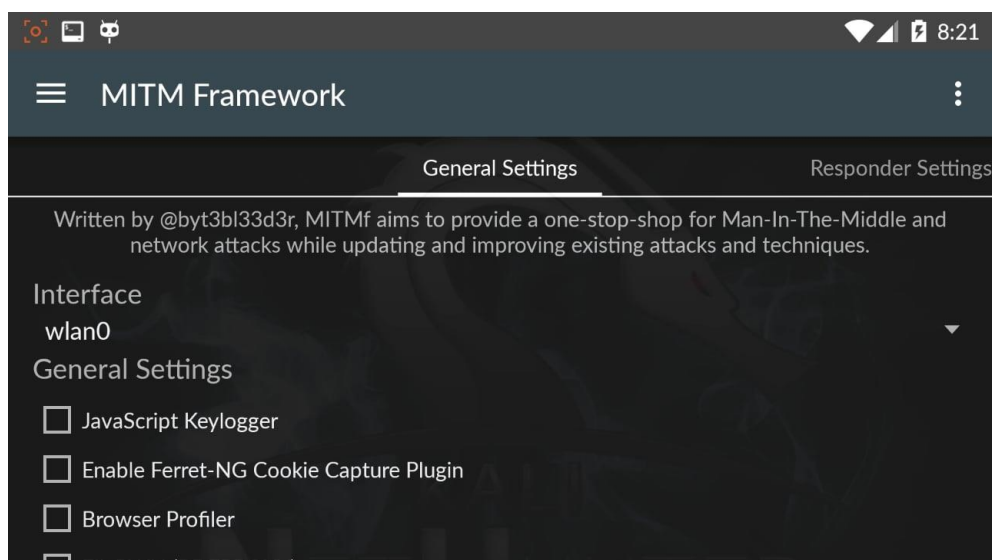 8:21
MITM Framework
General Settings
Responder Settings
Written by @byt3bl33d3r, MITMf aims to provide a one-stop-shop for Man-In-The-Middle and
network attacks while updating and improving existing attacks and techniques.
Interface
wlan0
General Settings
JavaScript Keylogger
Enable Ferret-NG Cookie Capture Plugin
Browser Profiler
KALI